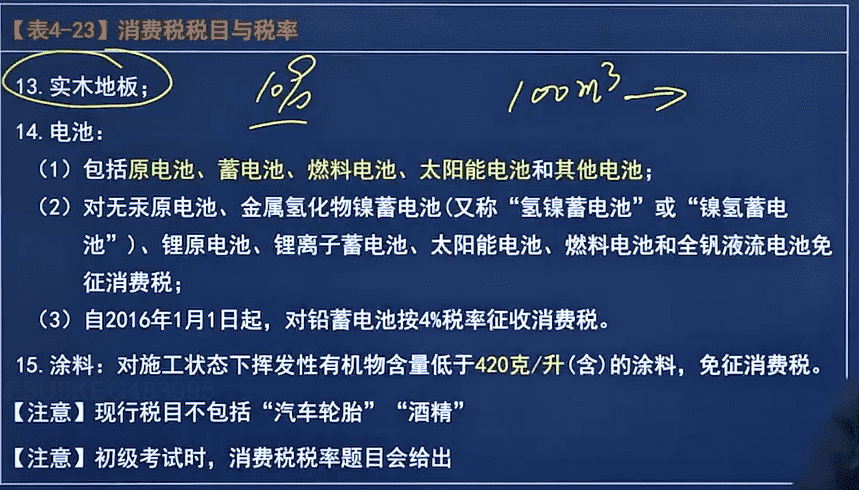 【表4-23】消费税税目与税率
13.实木地板；
100m³
14.电池：
（1）包括原电池、蓄电池、燃料电池、太阳能电池和其他电池；
（2）对无汞原电池、金属氢化物镍蓄电池(又称“氢镍蓄电池”或“镍氢蓄电
池”)、锂原电池、锂离子蓄电池、太阳能电池、燃料电池和全钒液流电池免
征消费税；
（3）自2016年1月1日起，对铅蓄电池按4%税率征收消费税。
15.涂料：对施工状态下挥发性有机物含量低于420克/升(含)的涂料，免征消费税。
【注意】现行税目不包括“汽车轮胎”“酒精”
【注意】初级考试时，消费税税率题目会给出